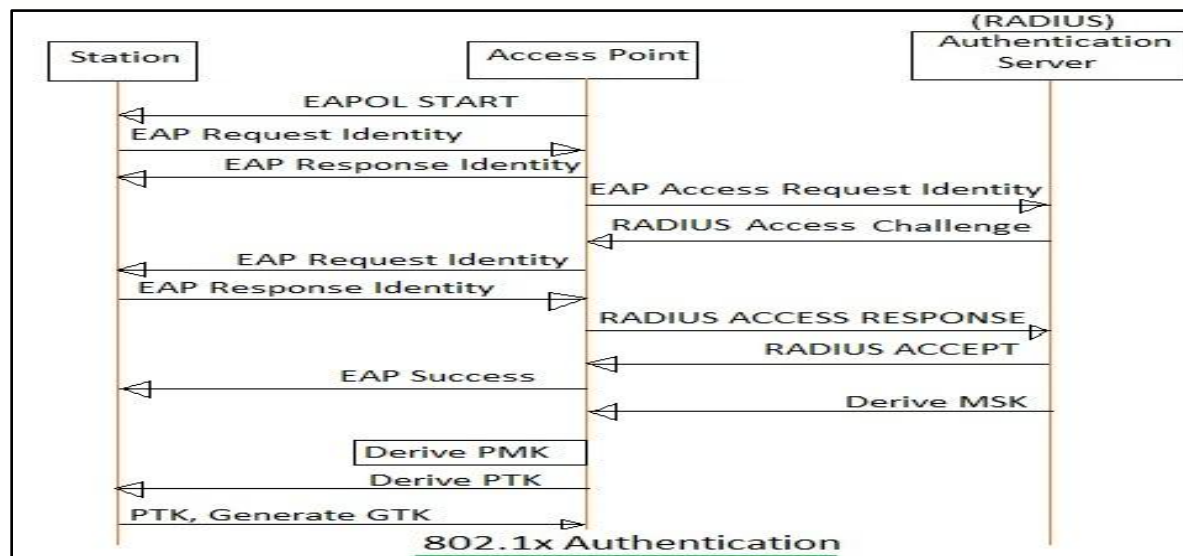 (RADIUS)
Station
Access Point
Authentication
Server
EAPOL START
EAP Request Identity
EAP Response Identity
EAP Access Request Identity
RADIUS Access Challenge
EAP Request Identity
EAP Response Identity
RADIUS ACCESS RESPONSE
RADIUS ACCEPT
EAP Success
Derive MSK
Derive PMK
Derive PTK
PTK, Generate GTK
802.1x Authentication